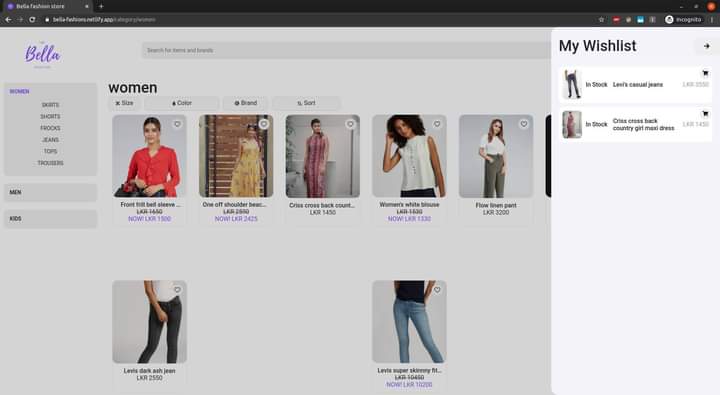 Bella fashion store
bella-fashions.netlify.app/category/women
Incognito
Bella
Search for items and brands
My Wishlist
In Stock
Levi's casual jeans
LKR 3550
In Stock
Criss cross back
country girl maxi dress
LKR 1450
WOMEN
SKIRTS
SHORTS
FROCKS
JEANS
TOPS
TROUSERS
MEN
KIDS
women
Size
Color
Brand
Sort
Front frill bell sleeve ...
LKR 1650
NOW! LKR 1500
One off shoulder beac...
LKR 2590
NOW! LKR 2425
Criss cross back count...
LKR 1450
Women's white blouse
LKR 1530
NOW! LKR 1330
Flow linen pant
LKR 3200
Levis dark ash jean
LKR 2550
Levis super skinnny fit...
LKR 10450
NOW! LKR 10200